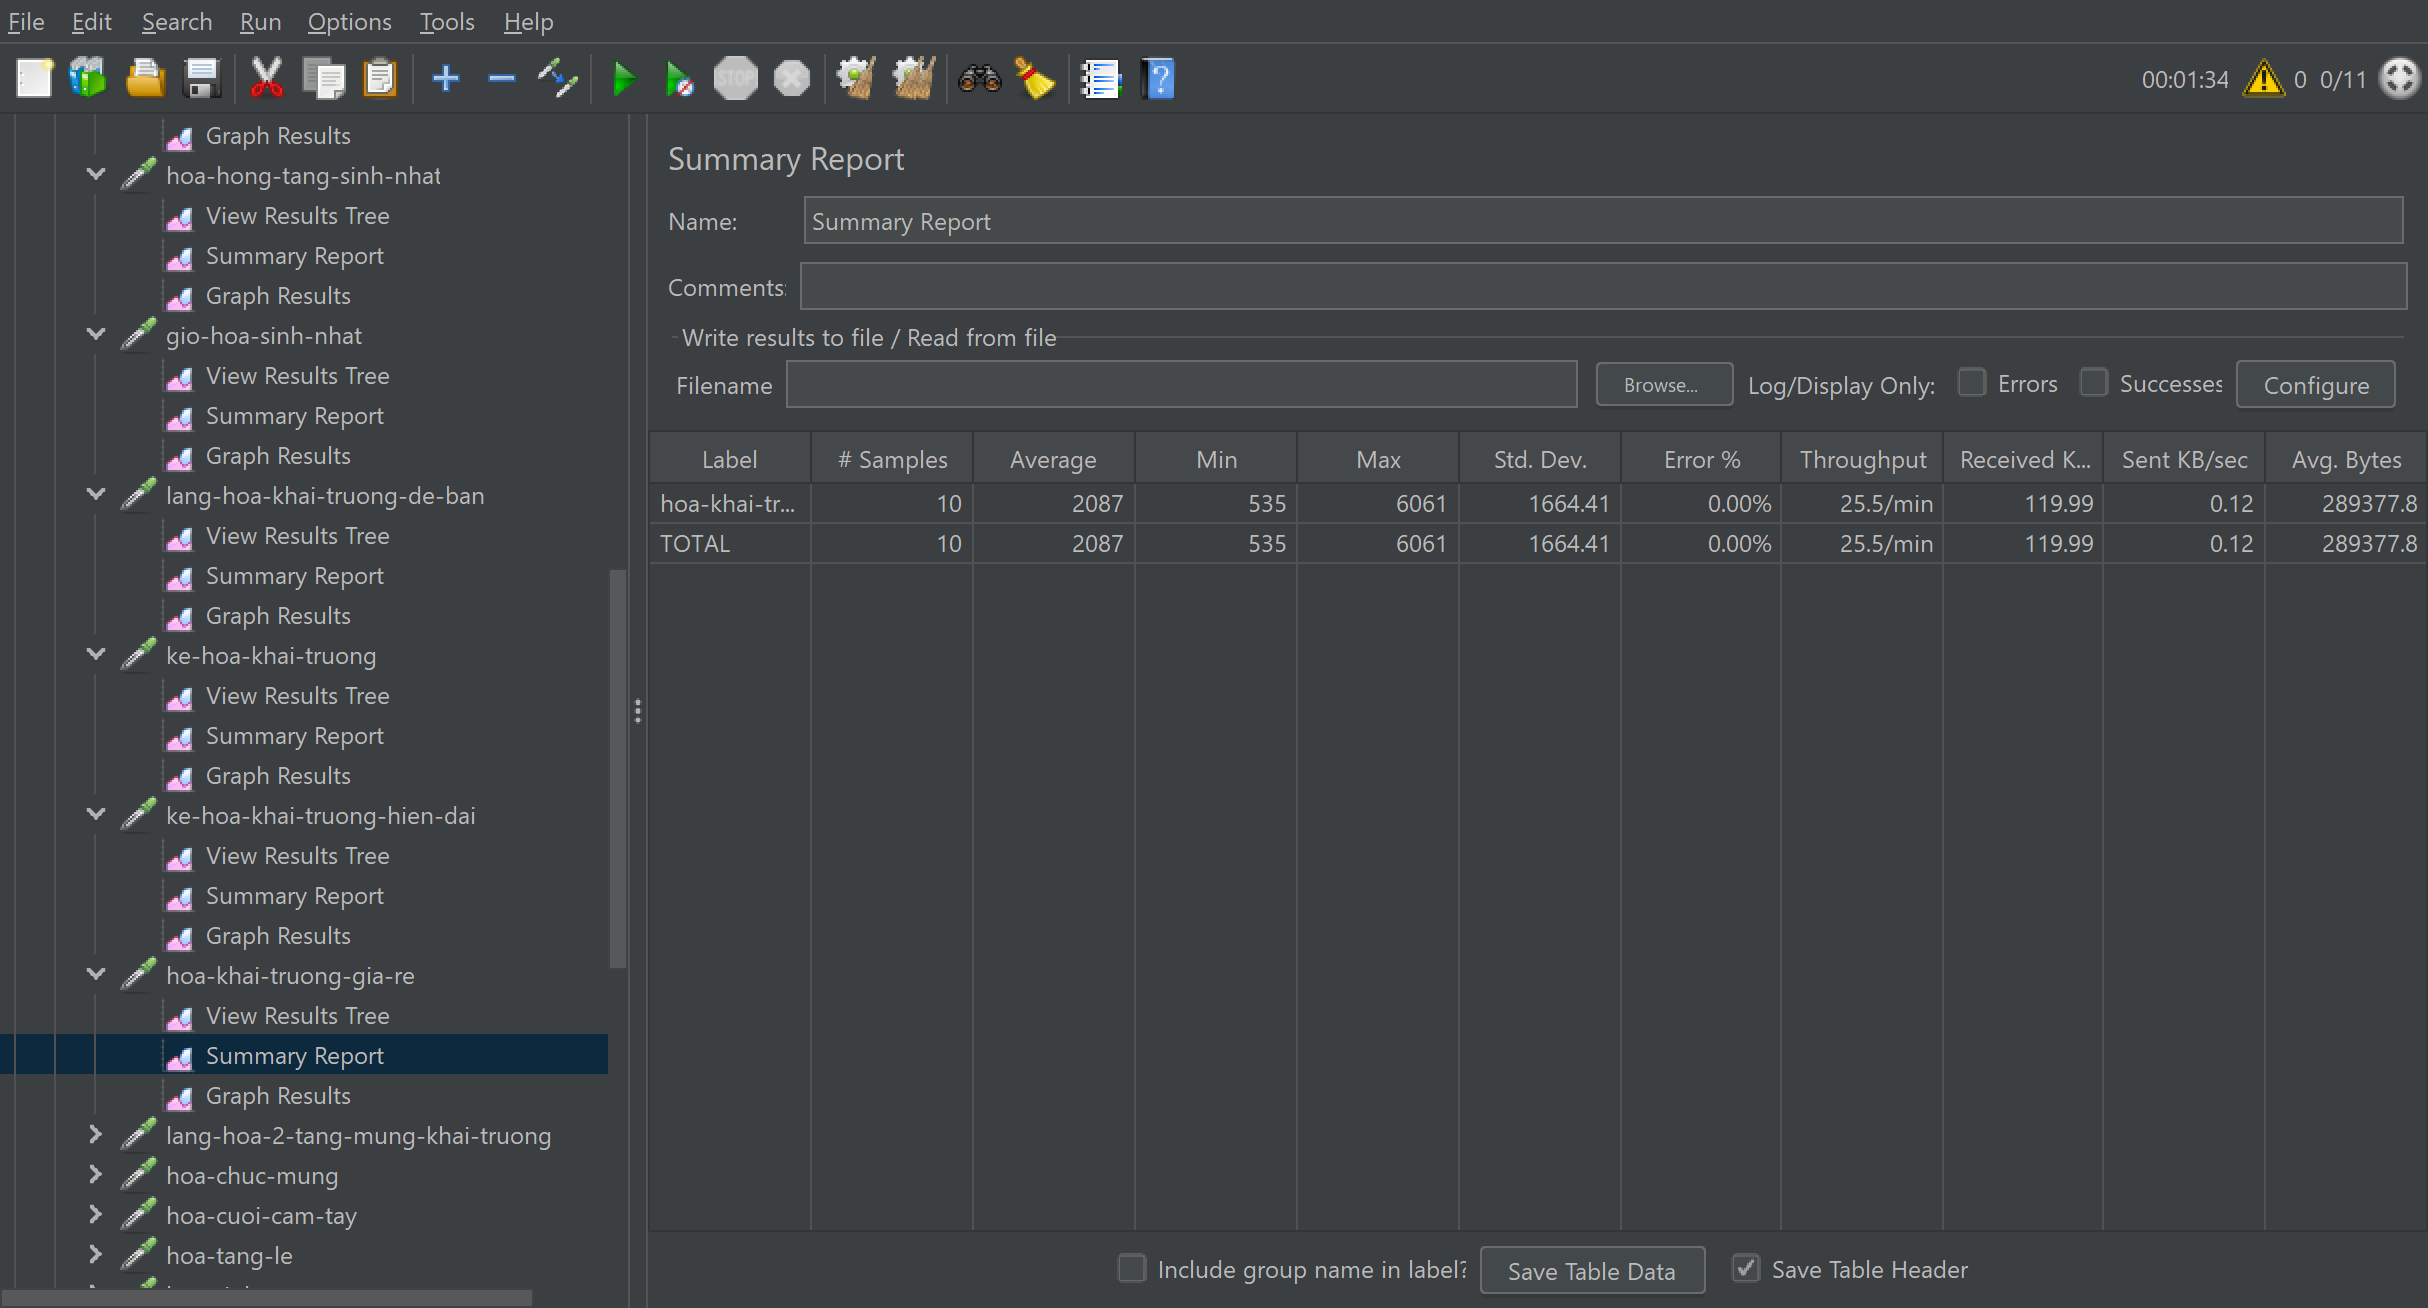 File Edit Search Run Options Tools Help
STOP
00:01:34 0 0/11
Graph Results
hoa-hong-tang-sinh-nhat
View Results Tree
Summary Report
Graph Results
gio-hoa-sinh-nhat
View Results Tree
Summary Report
Graph Results
lang-hoa-khai-truong-de-ban
View Results Tree
Summary Report
Graph Results
ke-hoa-khai-truong
View Results Tree
Summary Report
Graph Results
ke-hoa-khai-truong-hien-dai
View Results Tree
Summary Report
Graph Results
hoa-khai-truong-gia-re
View Results Tree
Summary Report
Graph Results
lang-hoa-2-tang-mung-khai-truong
hoa-chuc-mung
hoa-cuoi-cam-tay
hoa-tang-le
Summary Report
Name: Summary Report
Comments:
Write results to file / Read from file
Filename Browse... Log/Display Only: Errors Successes Configure
Label # Samples Average Min Max Std. Dev. Error % Throughput Received K... Sent KB/sec Avg. Bytes
hoa-khai-tr... 10 2087 535 6061 1664.41 0.00% 25.5/min 119.99 0.12 289377.8
TOTAL 10 2087 535 6061 1664.41 0.00% 25.5/min 119.99 0.12 289377.8
Include group name in label? Save Table Data Save Table Header